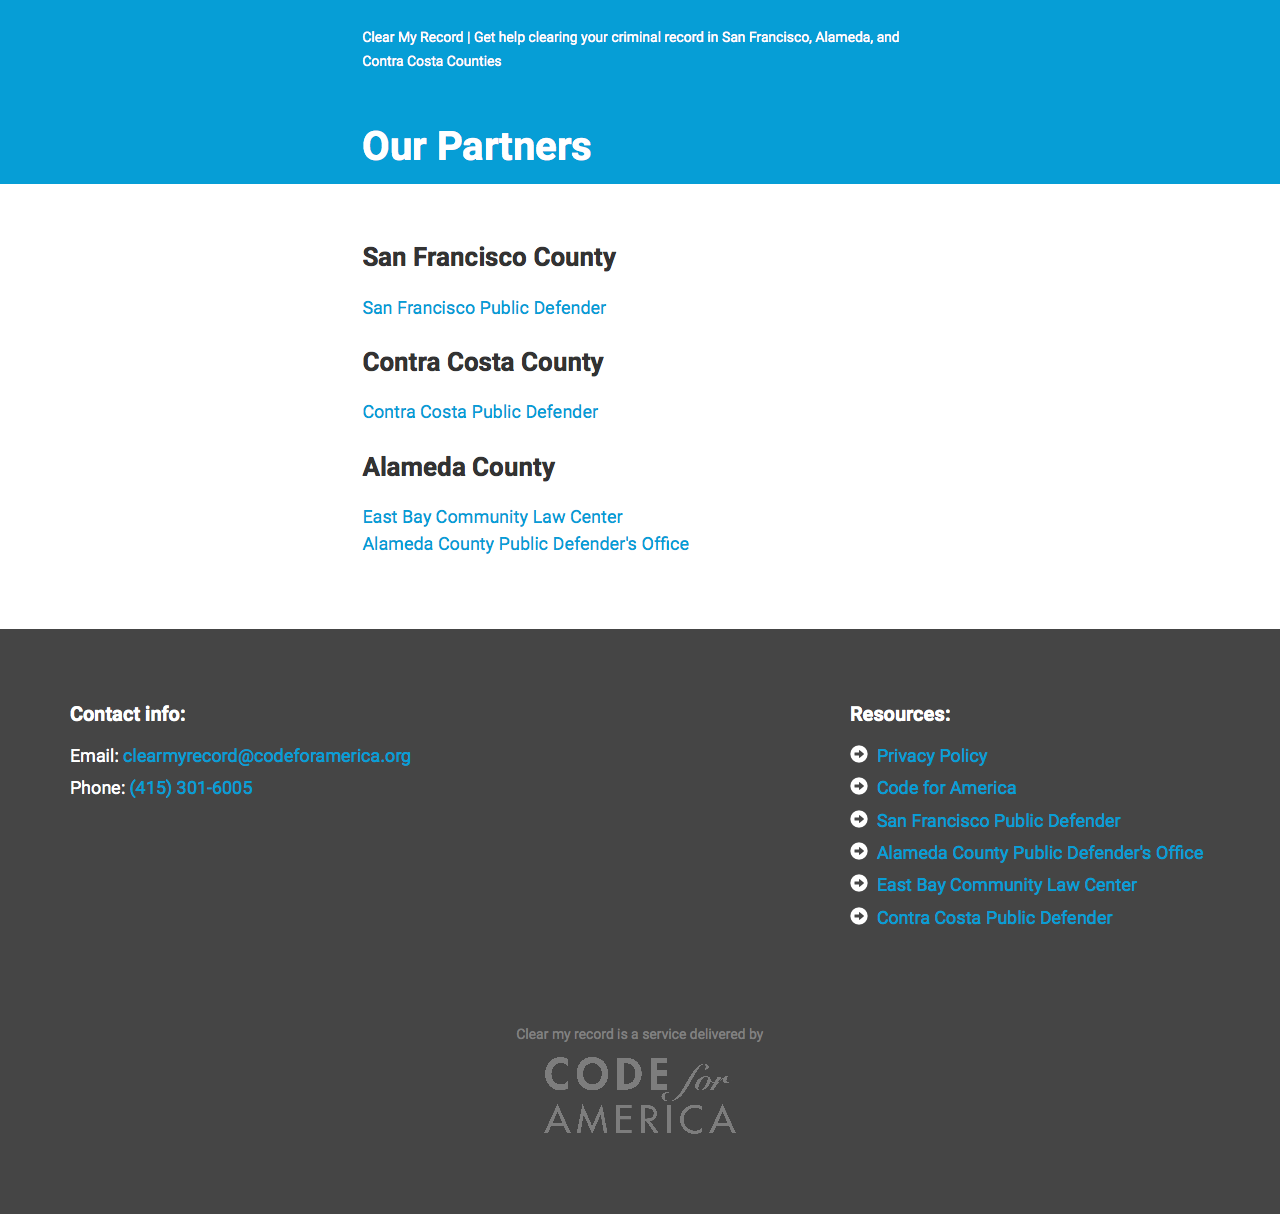 Clear My Record | Get help clearing your criminal record in San Francisco, Alameda, and
Contra Costa Counties
Our Partners
San Francisco County
San Francisco Public Defender
Contra Costa County
Contra Costa Public Defender
Alameda County
East Bay Community Law Center
Alameda County Public Defender's Office
Contact info:
Email: clearmyrecord@codeforamerica.org
Phone: (415) 301-6005
Resources:
Privacy Policy
Code for America
San Francisco Public Defender
Alameda County Public Defender's Office
East Bay Community Law Center
Contra Costa Public Defender
Clear my record is a service delivered by
CODE for
AMERICA